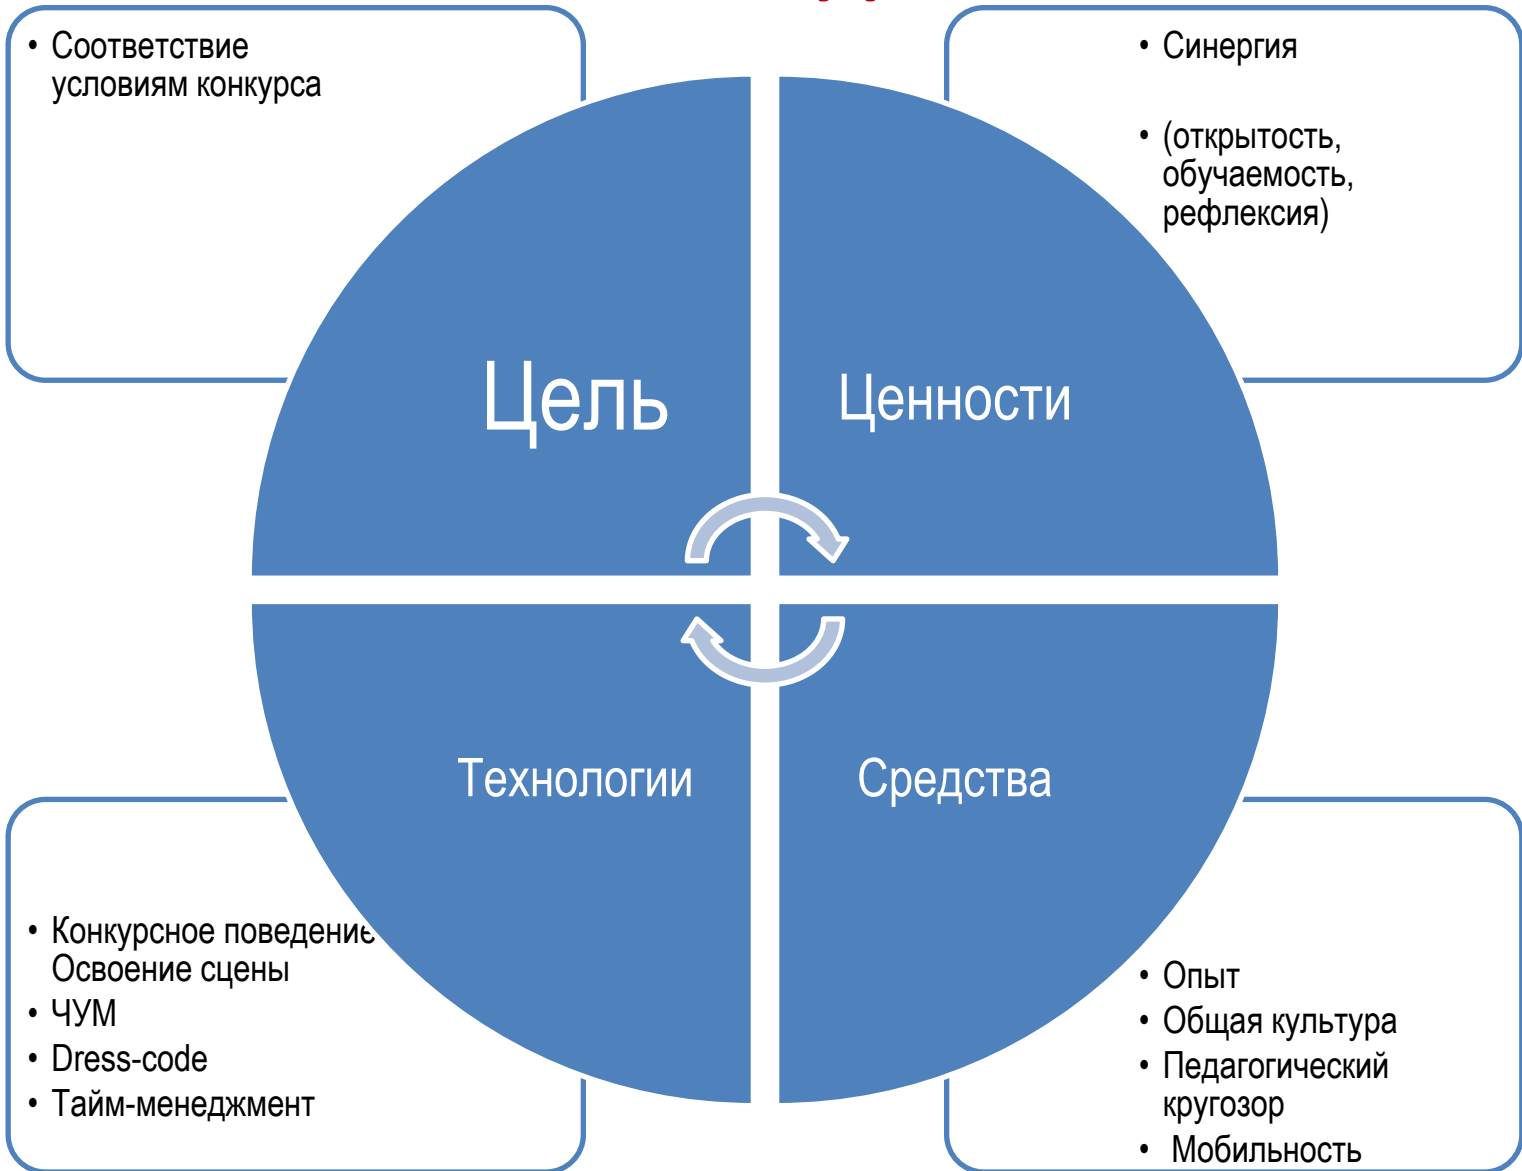 • Соответствие
условиям конкурса
• Синергия
• (открытость,
обучаемость,
рефлексия)
Цель
Ценности
Технологии
Средства
• Конкурсное поведение
Освоение сцены
• ЧУМ
• Dress-code
• Тайм-менеджмент
• Опыт
• Общая культура
• Педагогический
кругозор
• Мобильность